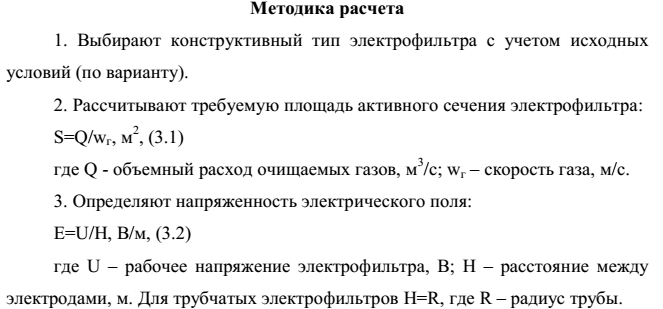 Методика расчета
1. Выбирают конструктивный тип электрофильтра с учетом исходных
условий (по варианту).
2. Рассчитывают требуемую площадь активного сечения электрофильтра:
S=Q/wг, м², (3.1)
где Q - объемный расход очищаемых газов, м³/с; wг – скорость газа, м/с.
3. Определяют напряженность электрического поля:
E=U/H, В/м, (3.2)
где U – рабочее напряжение электрофильтра, В; H – расстояние между
электродами, м. Для трубчатых электрофильтров H=R, где R – радиус трубы.